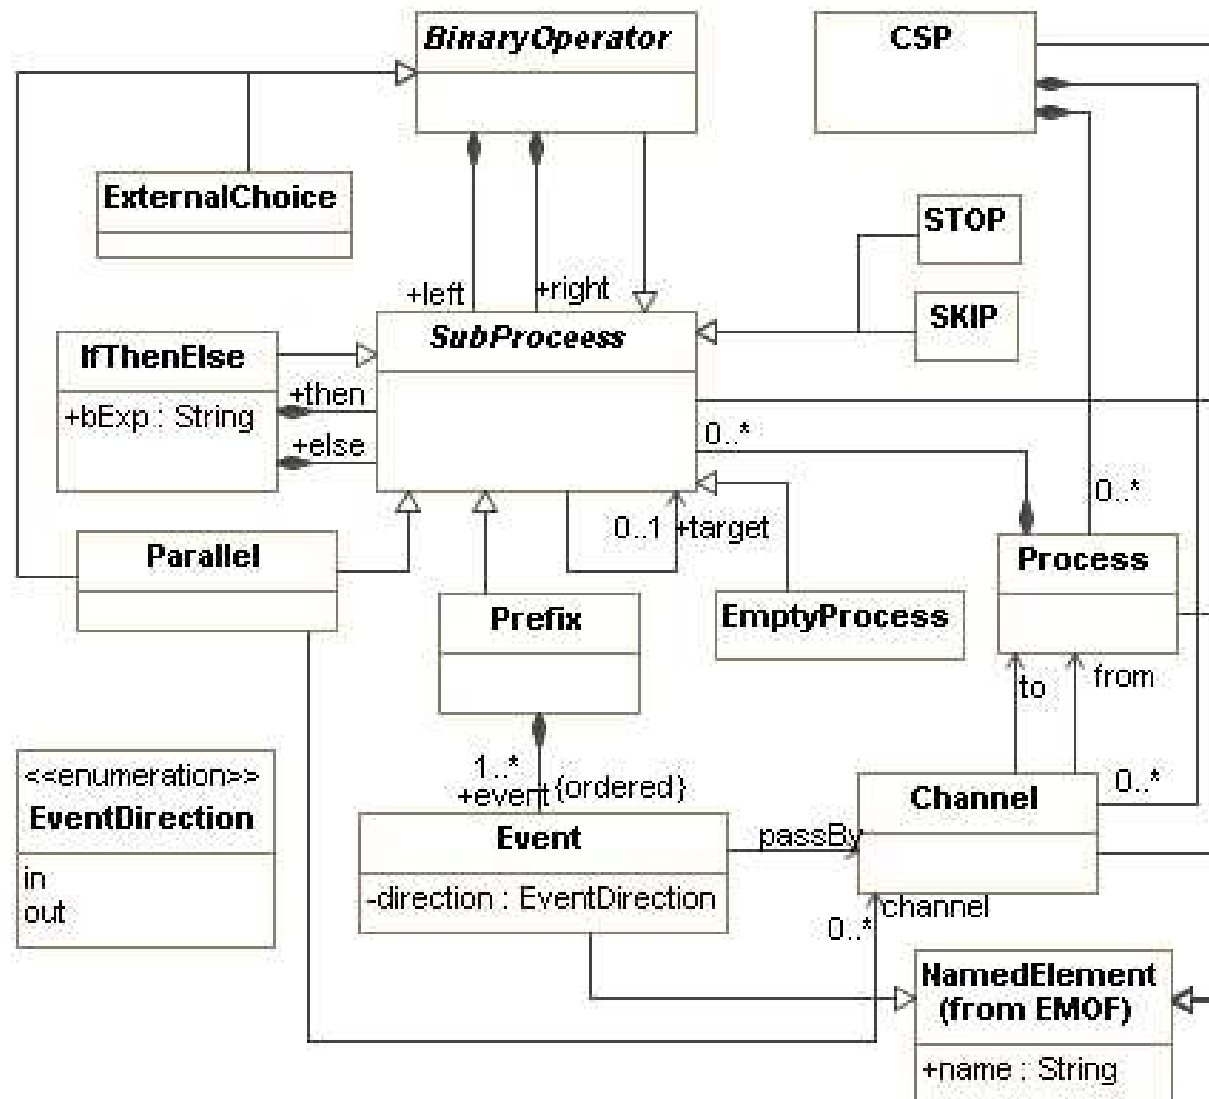 BinaryOperator
CSP
ExternalChoice
STOP
+left
+right
SKIP
SubProceess
IfThenElse
+bExp : String
+then
+else
0..*
0..*
0..1 +target
Parallel
Process
Prefix
EmptyProcess
to
from
<<enumeration>>
EventDirection
in
out
1..*
+event {ordered}
0..*
Channel
Event
passBy
-direction : EventDirection
channel
0..*
NamedElement
(from EMOF)
+name : String